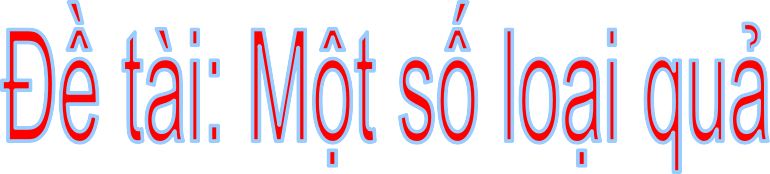 Đề tài: Một số loại quả